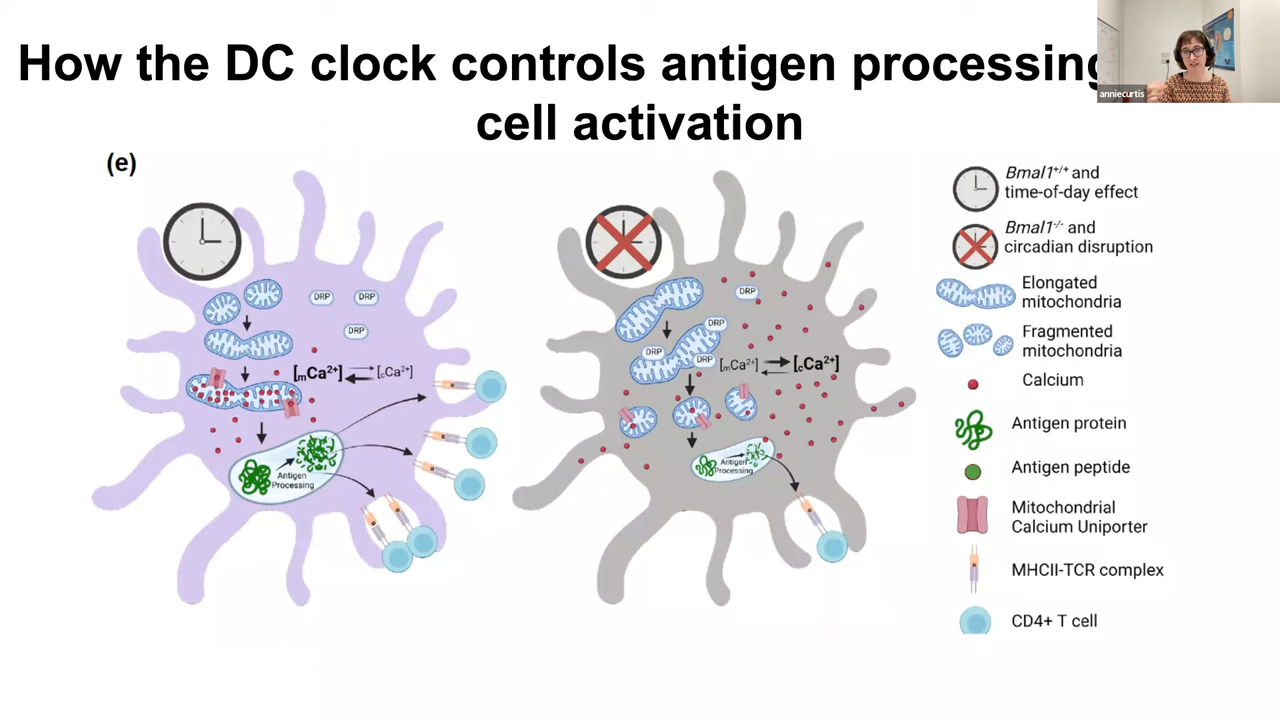 How the DC clock controls antigen processing
cell activation
anniecurtis
(e)
DRP
DRP
DRP
[mCa²⁺]
[cCa²⁺]
Antigen
Processing
DRP
DRP
DRP
DRP
[mCa²⁺]
[cCa²⁺]
Antigen
Processing
Bmal1⁺/⁺ and
time-of-day effect
Bmal1⁻/⁻ and
circadian disruption
Elongated
mitochondria
Fragmented
mitochondria
Calcium
Antigen protein
Antigen peptide
Mitochondrial
Calcium Uniporter
MHCII-TCR complex
CD4+ T cell